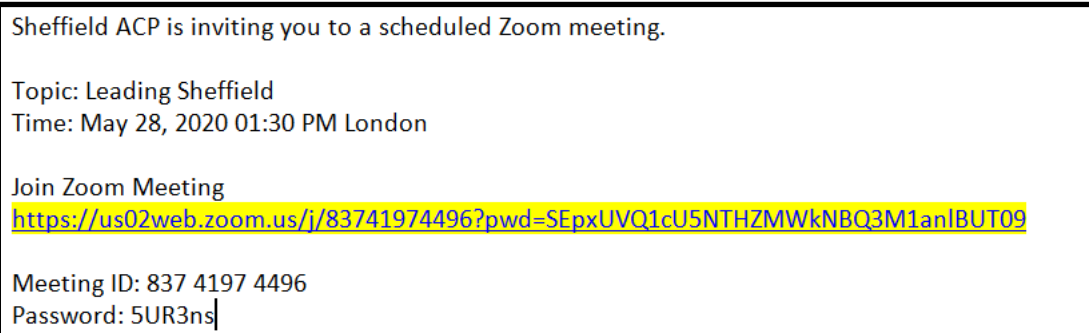 Sheffield ACP is inviting you to a scheduled Zoom meeting.
Topic: Leading Sheffield
Time: May 28, 2020 01:30 PM London
Join Zoom Meeting
https://us02web.zoom.us/j/83741974496?pwd=SEpxUVQ1cU5NTHZMWkNBQ3M1anlBUT09
Meeting ID: 837 4197 4496
Password: 5UR3ns